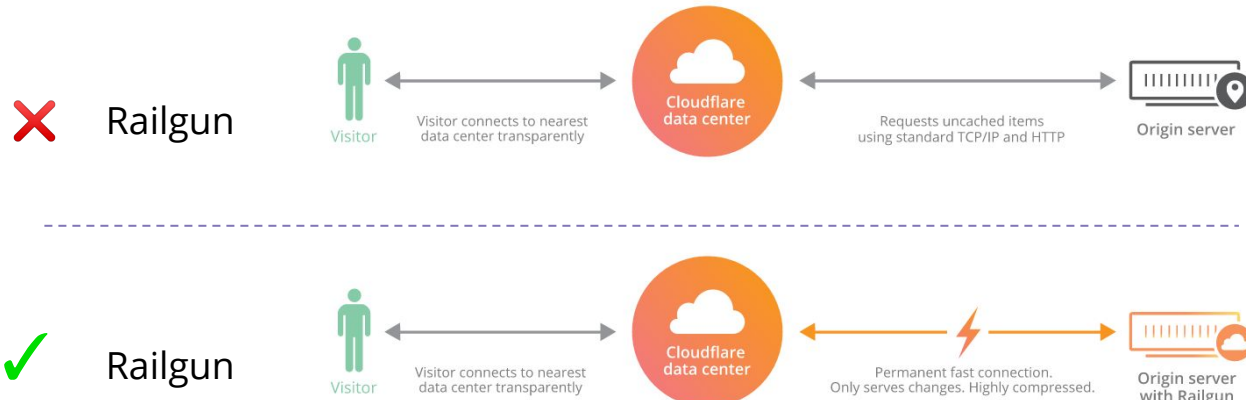 Railgun
Visitor
Visitor connects to nearest
data center transparently
Cloudflare
data center
Requests uncached items
using standard TCP/IP and HTTP
Origin server
Railgun
Visitor
Visitor connects to nearest
data center transparently
Cloudflare
data center
Permanent fast connection.
Only serves changes. Highly compressed.
Origin server
with Railgun